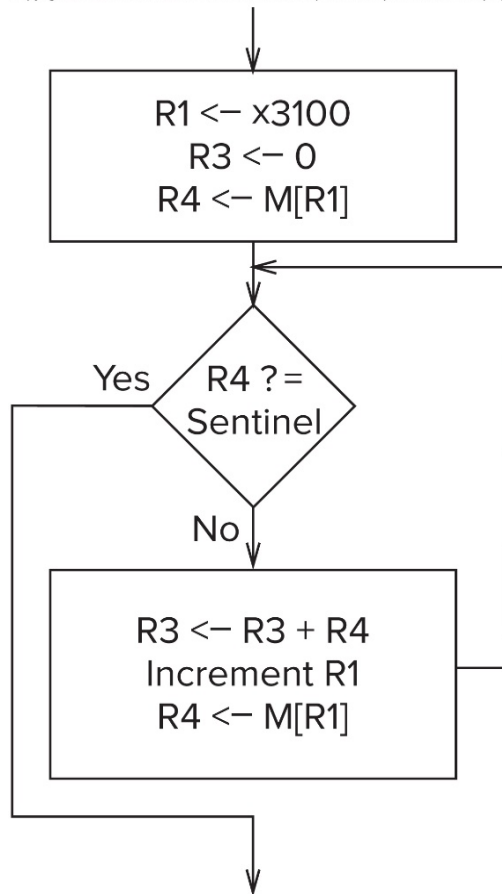 R1 <– x3100
R3 <– 0
R4 <– M[R1]
Yes
R4 ?=
Sentinel
No
R3 <– R3 + R4
Increment R1
R4 <– M[R1]